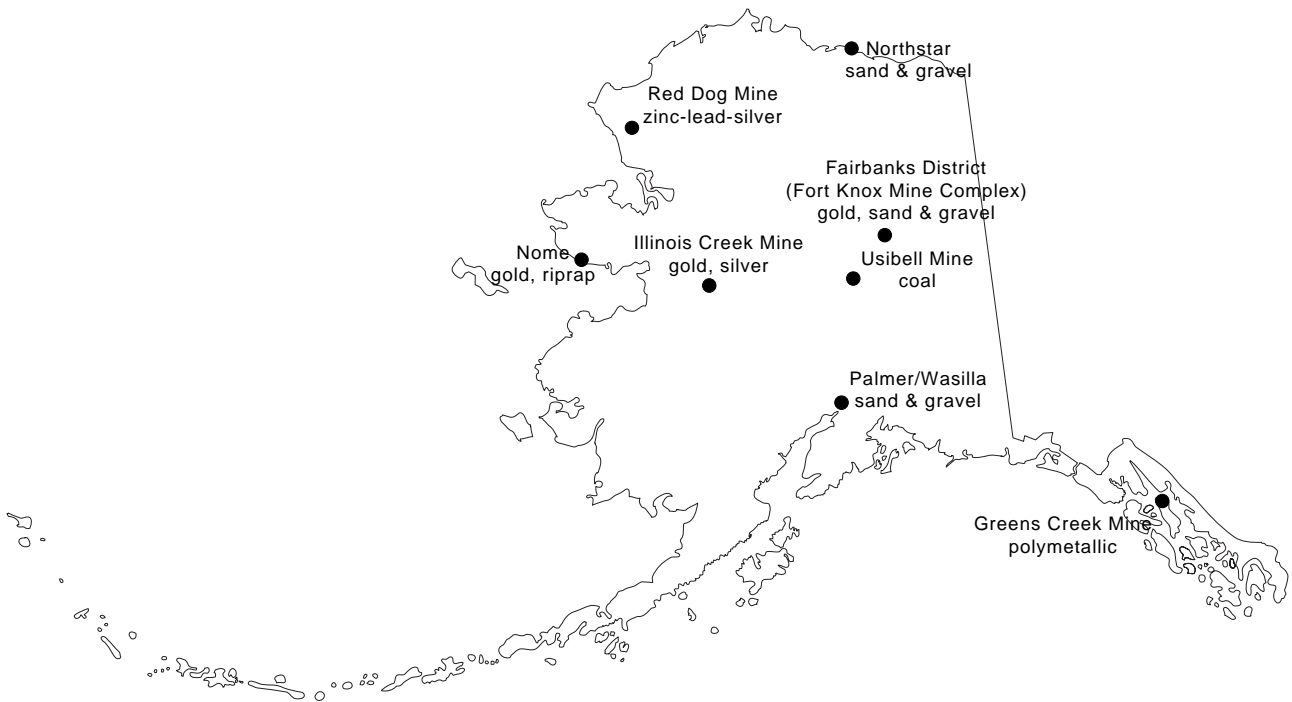 Northstar
sand & gravel
Red Dog Mine
zinc-lead-silver
Fairbanks District
(Fort Knox Mine Complex)
gold, sand & gravel
Nome
gold, riprap
Illinois Creek Mine
gold, silver
Usibell Mine
coal
Palmer/Wasilla
sand & gravel
Greens Creek Mine
polymetallic